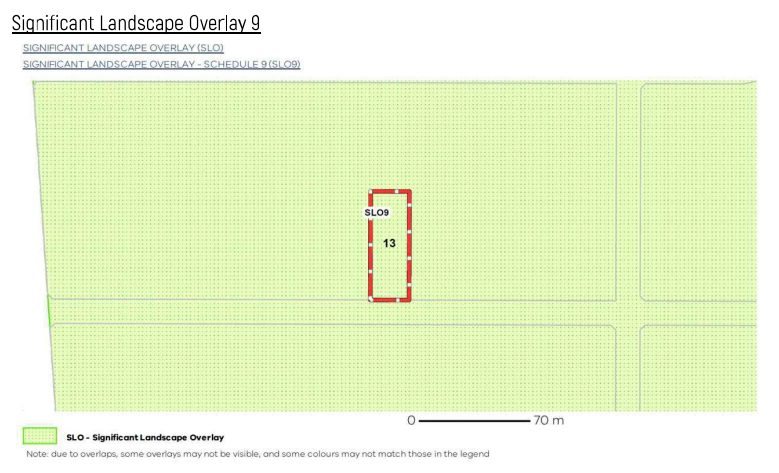 Significant Landscape Overlay 9
SIGNIFICANT LANDSCAPE OVERLAY (SLO)
SIGNIFICANT LANDSCAPE OVERLAY - SCHEDULE 9 (SLO9)
SLO9
13
0 70 m
SLO - Significant Landscape Overlay
Note: due to overlaps, some overlays may not be visible, and some colours may not match those in the legend